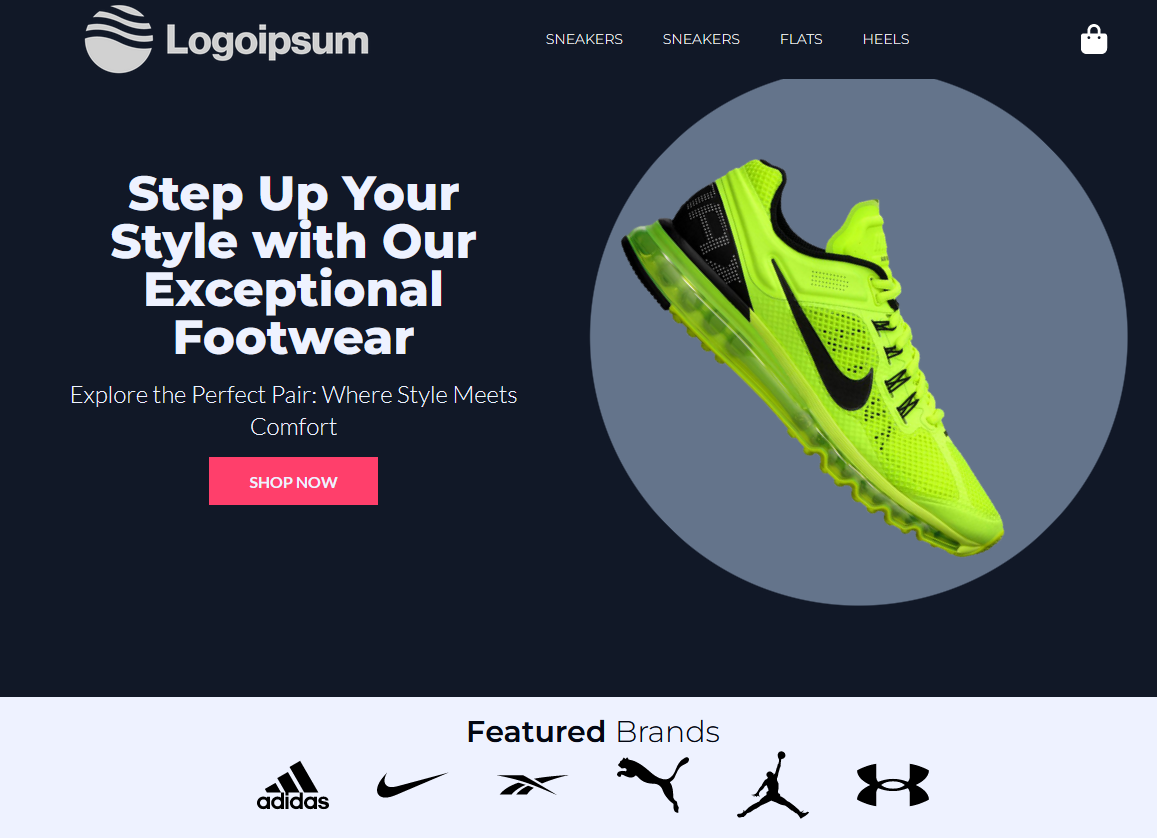 Logoipsum
SNEAKERS SNEAKERS FLATS HEELS
Step Up Your
Style with Our
Exceptional
Footwear
Explore the Perfect Pair: Where Style Meets
Comfort
SHOP NOW
Featured Brands
adidas